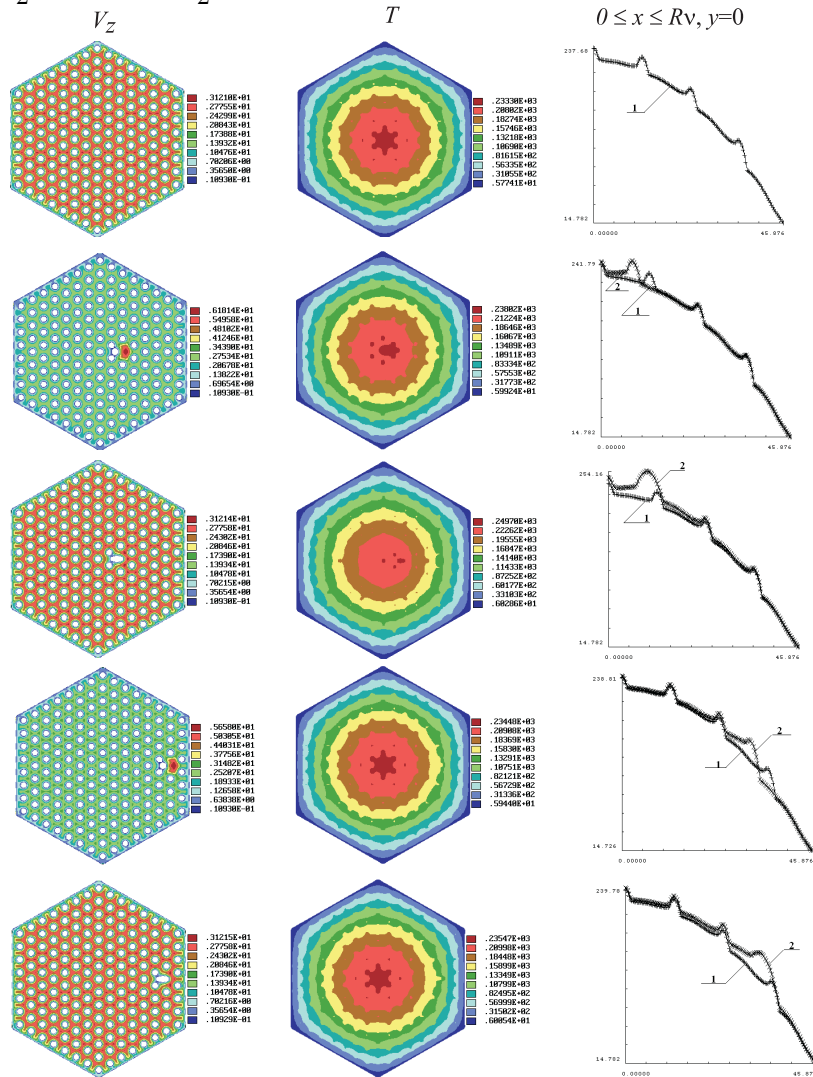 2 2
V_Z T 0 ≤ x ≤ Rν, y=0
.31210E+01
.27755E+01
.24299E+01
.20843E+01
.17388E+01
.13932E+01
.10476E+01
.70206E+00
.35650E+00
.10930E-01
.23330E+03
.20802E+03
.18274E+03
.15746E+03
.13218E+03
.10690E+03
.81615E+02
.56335E+02
.31055E+02
.57741E+01
237.60
1
14.782
0.00000 45.876
.61814E+01
.54958E+01
.48102E+01
.41246E+01
.34390E+01
.27534E+01
.20678E+01
.13822E+01
.69654E+00
.10930E-01
.23802E+03
.21224E+03
.18646E+03
.16067E+03
.13489E+03
.10911E+03
.83334E+02
.57553E+02
.31773E+02
.59924E+01
241.79
2
1
14.782
0.00000 45.876
.31214E+01
.27758E+01
.24302E+01
.20846E+01
.17390E+01
.13934E+01
.10478E+01
.70215E+00
.35654E+00
.10930E-01
.24970E+03
.22262E+03
.19555E+03
.16847E+03
.14140E+03
.11433E+03
.87252E+02
.60177E+02
.33103E+02
.60286E+01
254.16
2
1
14.782
0.00000 45.876
.56580E+01
.50305E+01
.44031E+01
.37756E+01
.31482E+01
.25207E+01
.18933E+01
.12658E+01
.63838E+00
.10930E-01
.23448E+03
.20908E+03
.18369E+03
.15830E+03
.13291E+03
.10751E+03
.82121E+02
.56729E+02
.31336E+02
.59440E+01
238.81
2
1
14.726
0.00000 45.876
.31215E+01
.27758E+01
.24302E+01
.20846E+01
.17390E+01
.13934E+01
.10478E+01
.70216E+00
.35654E+00
.10929E-01
.23547E+03
.20998E+03
.18448E+03
.15899E+03
.13349E+03
.10799E+03
.82495E+02
.56999E+02
.31502E+02
.60054E+01
239.70
2
1
14.782
0.00000 45.876